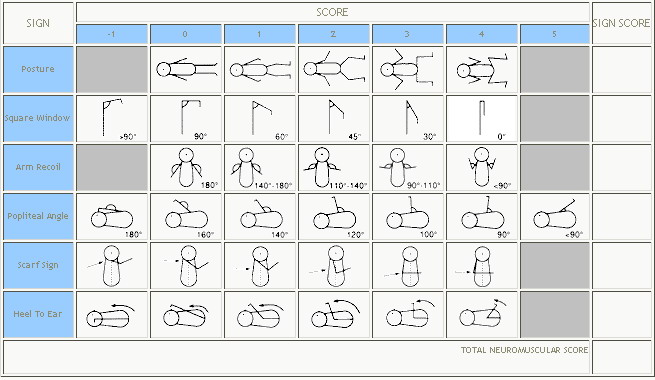 SIGN
SCORE
SIGN SCORE
-1 0 1 2 3 4 5
Posture
Square Window
>90° 90° 60° 45° 30° 0°
Arm Recoil
180° 140°-180° 110°-140° 90°-110° <90°
Popliteal Angle
180° 160° 140° 120° 100° 90° <90°
Scarf Sign
Heel To Ear
TOTAL NEUROMUSCULAR SCORE